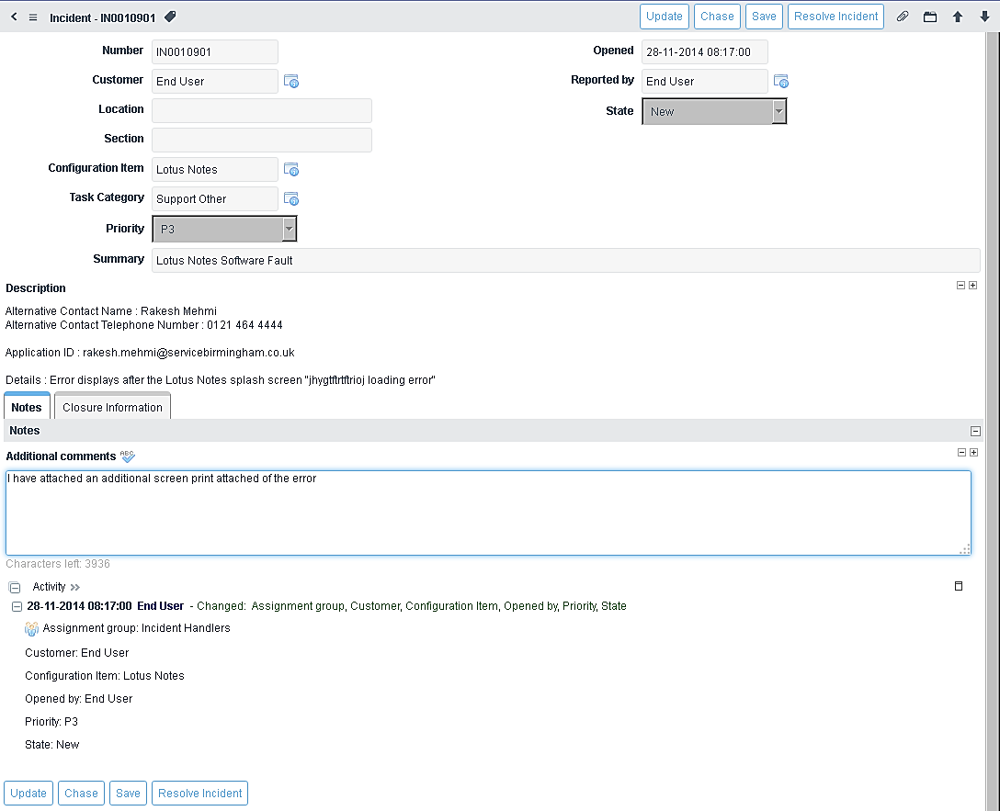 Incident - IN0010901
Update Chase Save Resolve Incident
Number IN0010901 Opened 28-11-2014 08:17:00
Customer End User Reported by End User
Location State New
Section
Configuration Item Lotus Notes
Task Category Support Other
Priority P3
Summary Lotus Notes Software Fault
Description
Alternative Contact Name : Rakesh Mehmi
Alternative Contact Telephone Number : 0121 464 4444
Application ID : rakesh.mehmi@servicebirmingham.co.uk
Details : Error displays after the Lotus Notes splash screen "jhygtftrtftrioj loading error"
Notes Closure Information
Notes
Additional comments ABC
I have attached an additional screen print attached of the error
Characters left: 3936
Activity
28-11-2014 08:17:00 End User - Changed: Assignment group, Customer, Configuration Item, Opened by, Priority, State
Assignment group: Incident Handlers
Customer: End User
Configuration Item: Lotus Notes
Opened by: End User
Priority: P3
State: New
Update Chase Save Resolve Incident